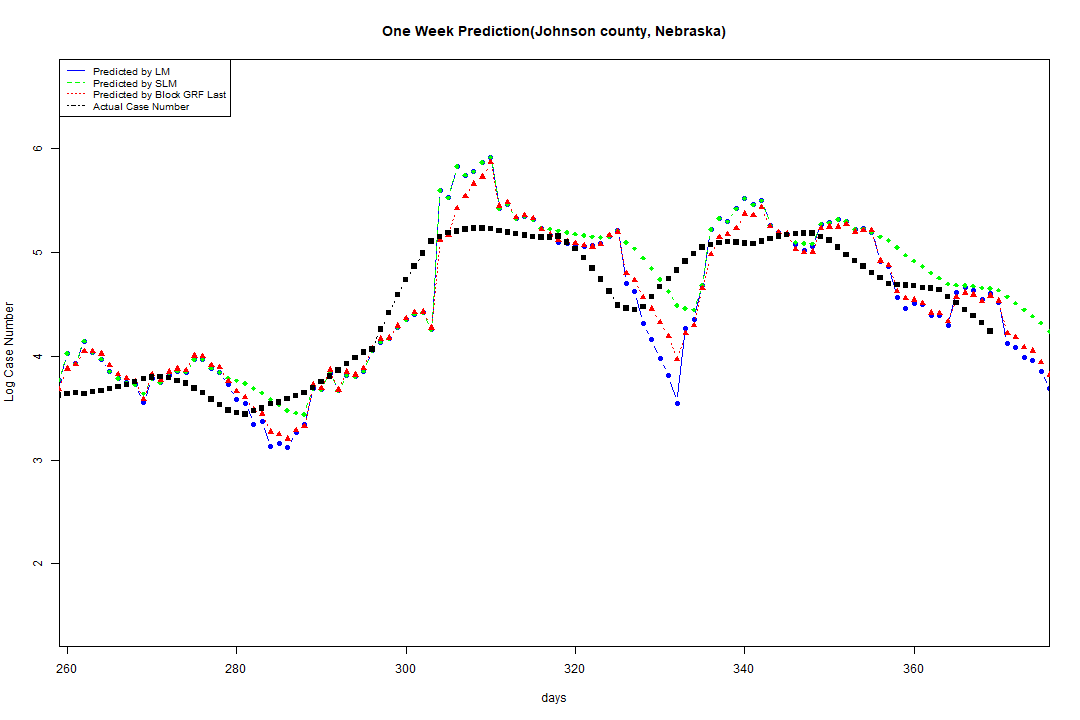 One Week Prediction(Johnson county, Nebraska)
Predicted by LM
Predicted by SLM
Predicted by Block GRF Last
Actual Case Number
Log Case Number
6
5
4
3
2
260 280 300 320 340 360
days